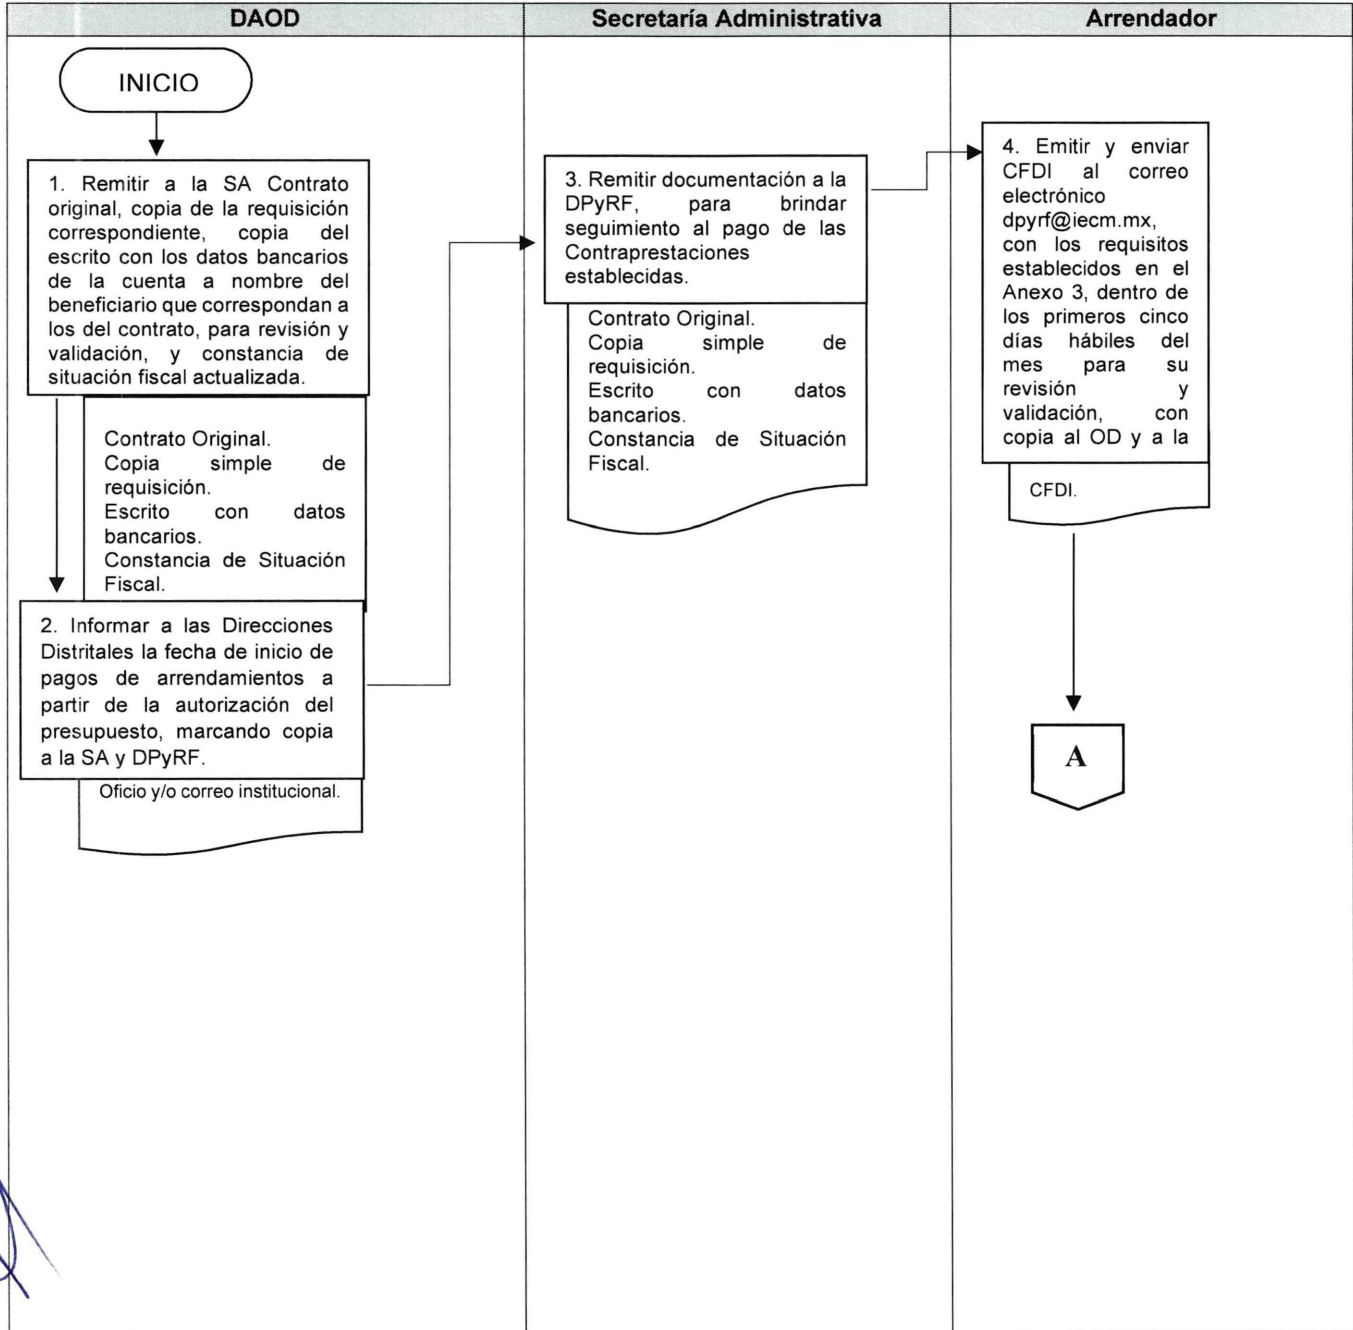 DAOD
Secretaría Administrativa
Arrendador
INICIO
1. Remitir a la SA Contrato
original, copia de la requisición
correspondiente, copia del
escrito con los datos bancarios
de la cuenta a nombre del
beneficiario que correspondan a
los del contrato, para revisión y
validación, y constancia de
situación fiscal actualizada.
Contrato Original.
Copia simple de
requisición.
Escrito con datos
bancarios.
Constancia de Situación
Fiscal.
2. Informar a las Direcciones
Distritales la fecha de inicio de
pagos de arrendamientos a
partir de la autorización del
presupuesto, marcando copia
a la SA y DPyRF.
Oficio y/o correo institucional.
3. Remitir documentación a la
DPyRF, para brindar
seguimiento al pago de las
Contraprestaciones
establecidas.
Contrato Original.
Copia simple de
requisición.
Escrito con datos
bancarios.
Constancia de Situación
Fiscal.
4. Emitir y enviar
CFDI al correo
electrónico
dpyrf@iecm.mx,
con los requisitos
establecidos en el
Anexo 3, dentro de
los primeros cinco
días hábiles del
mes para su
revisión y
validación, con
copia al OD y a la
CFDI.
A